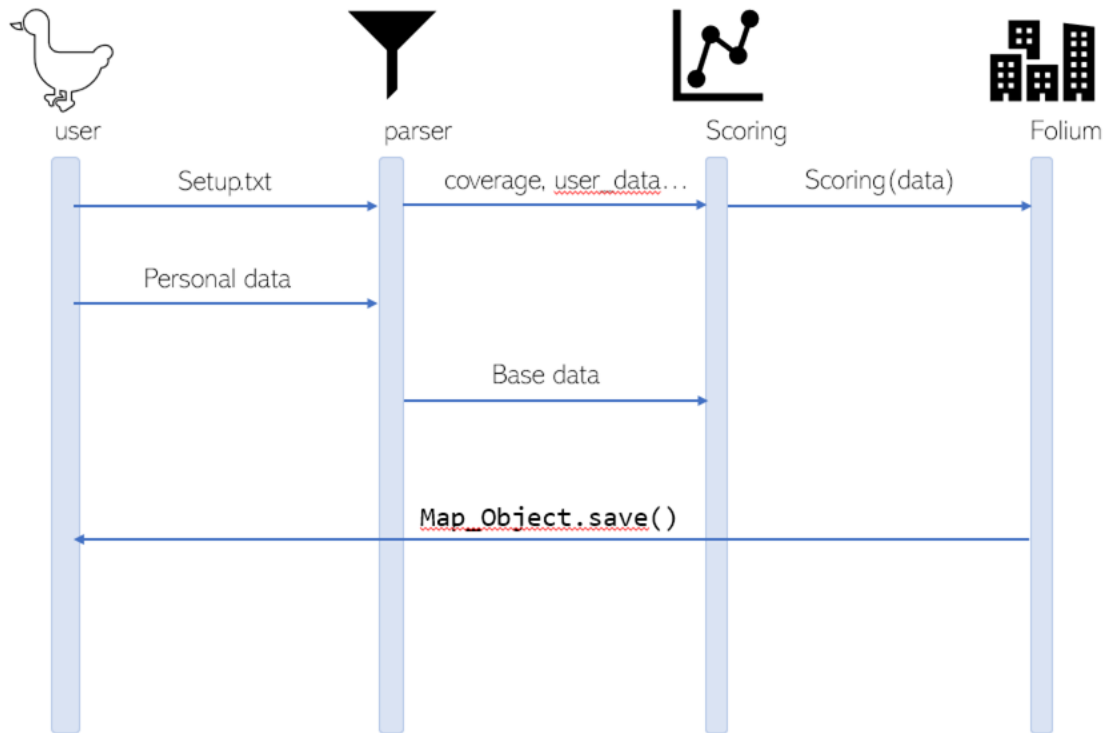 user
parser
Scoring
Folium
Setup.txt
coverage, user_data...
Scoring(data)
Personal data
Base data
Map_Object.save()